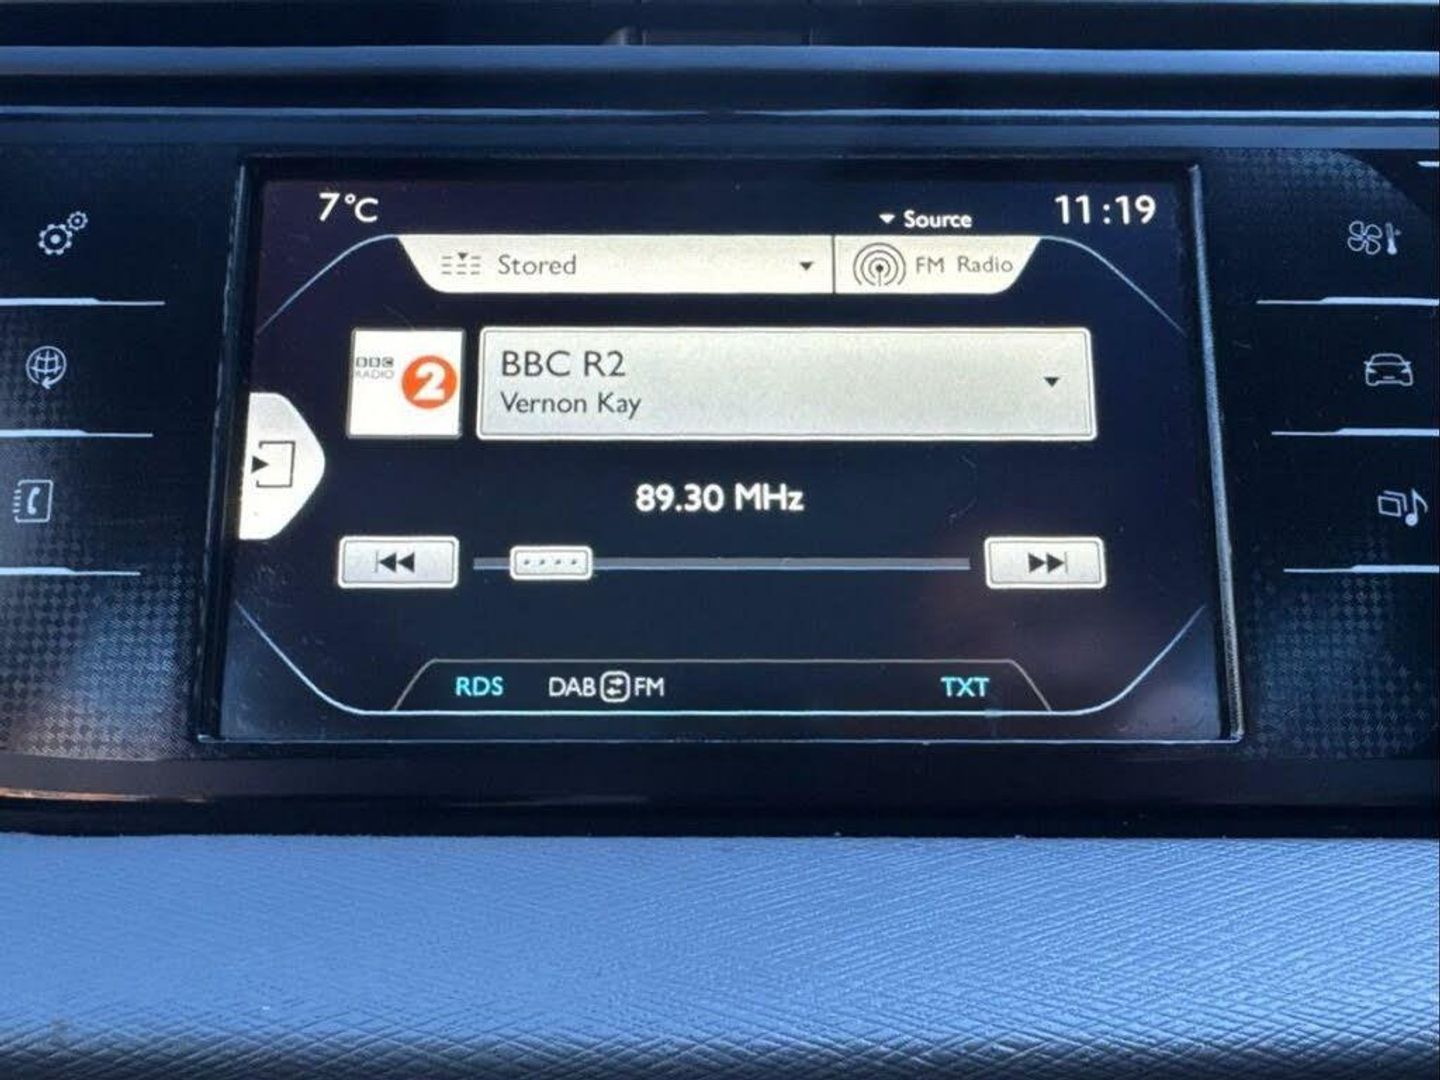 7°C
Source
11:19
Stored
FM Radio
BBC RADIO 2
BBC R2
Vernon Kay
89.30 MHz
RDS
DAB FM
TXT